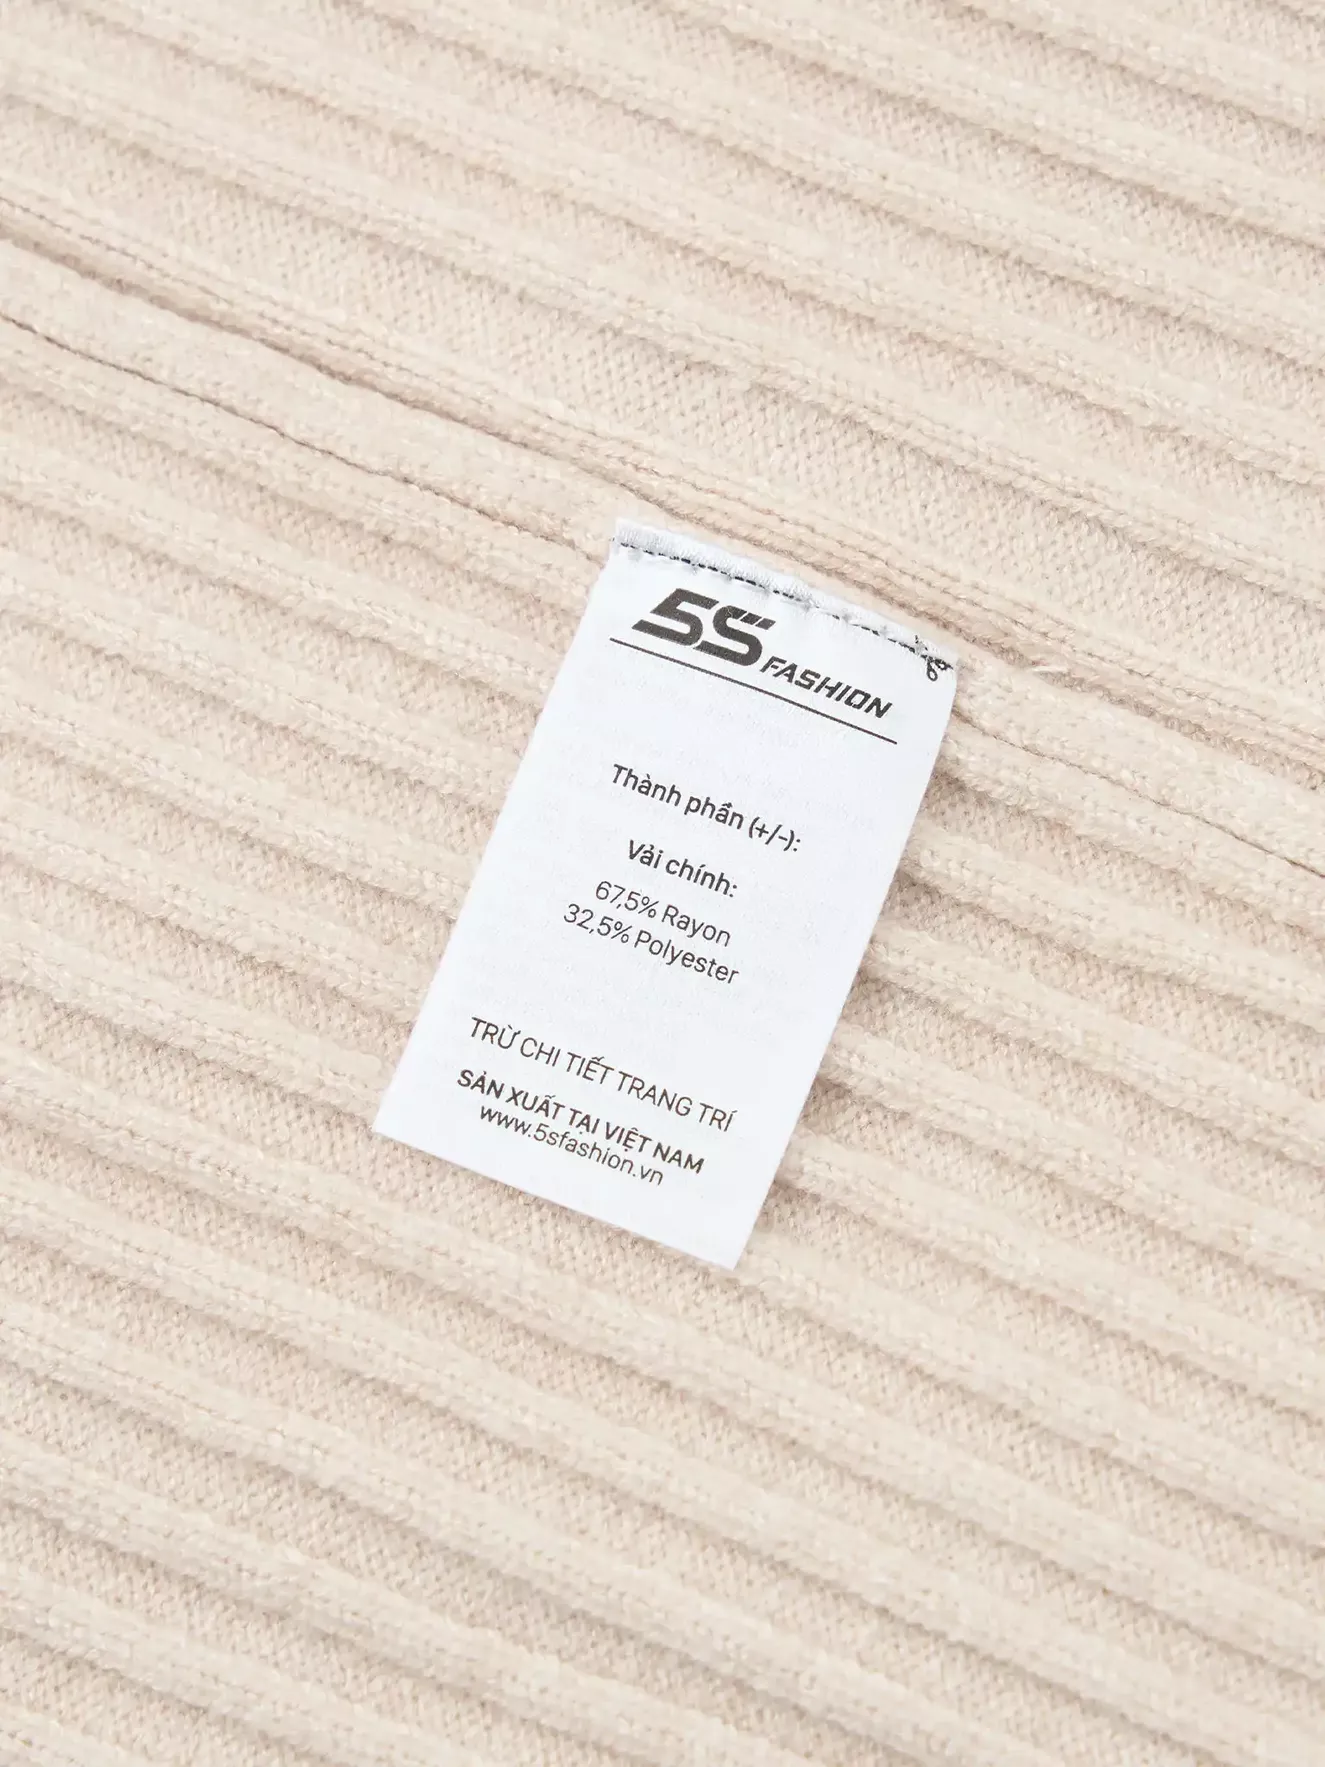 5S FASHION
Thành phần (+/-):
Vải chính:
67,5% Rayon
32,5% Polyester
TRỪ CHI TIẾT TRANG TRÍ
SẢN XUẤT TẠI VIỆT NAM
www.5sfashion.vn